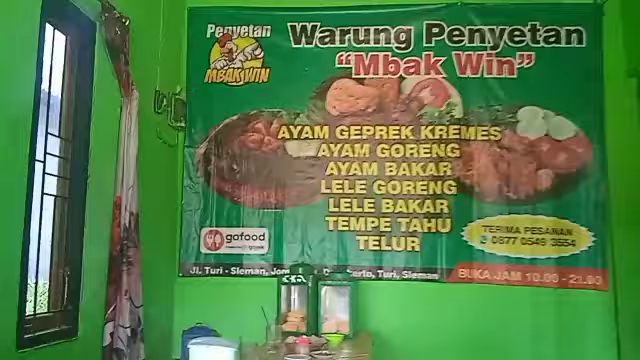 Penyetan
MBAK WIN
Warung Penyetan
"Mbak Win"
AYAM GEPREK KREMES
AYAM GORENG
AYAM BAKAR
LELE GORENG
LELE BAKAR
TEMPE TAHU
TELUR
gofood
TERIMA PESANAN
0877 0549 3554
Jl. Turi - Sleman, Turi, Sleman
BUKA JAM 10.00 - 21.00